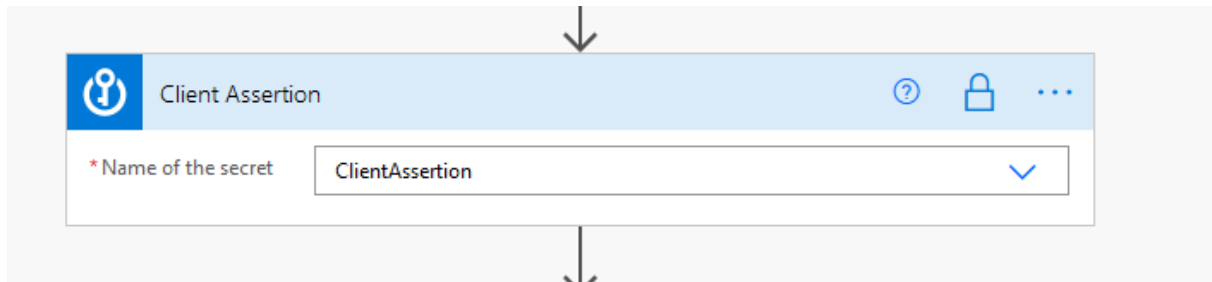 Client Assertion
* Name of the secret
ClientAssertion